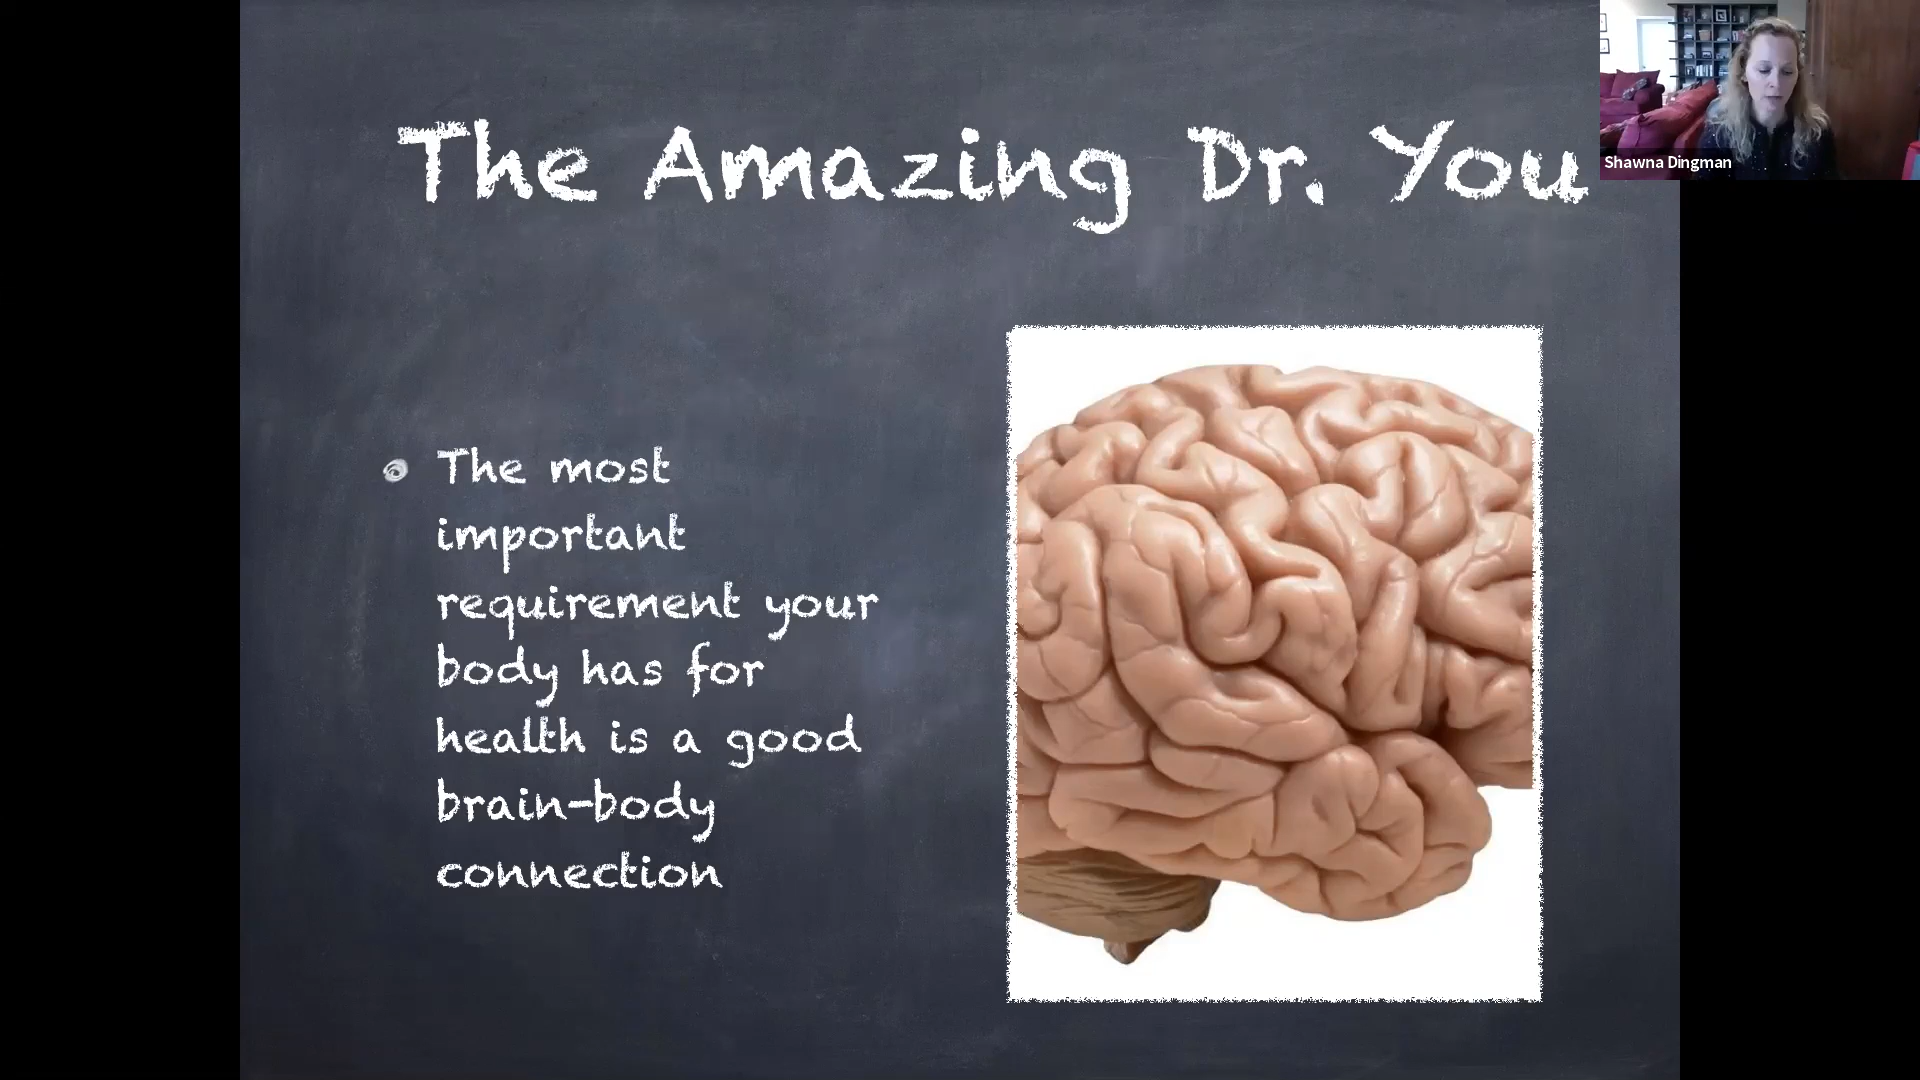 The Amazing Dr. You
Shawna Dingman
The most
important
requirement your
body has for
health is a good
brain-body
connection